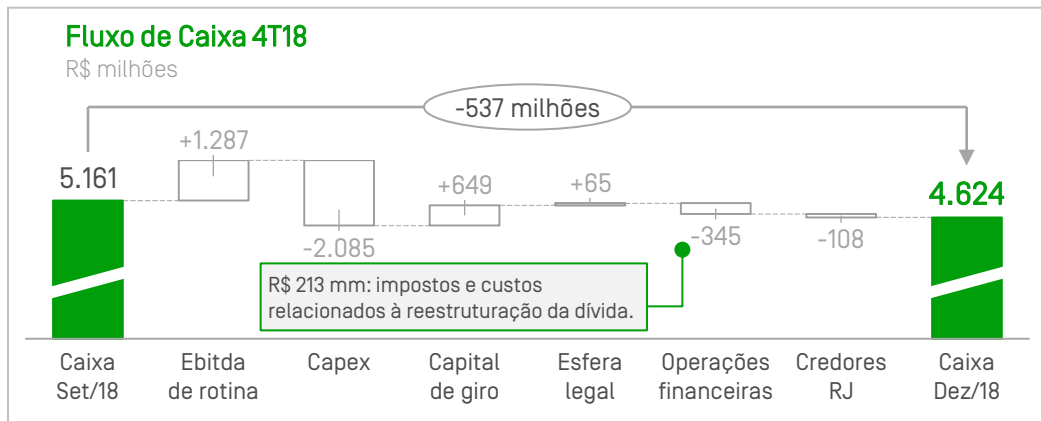 Fluxo de Caixa 4T18
R$ milhões
-537 milhões
5.161
+1.287
-2.085
+649
+65
-345
-108
4.624
R$ 213 mm: impostos e custos
relacionados à reestruturação da dívida.
Caixa
Set/18
Ebitda
de rotina
Capex
Capital
de giro
Esfera
legal
Operações
financeiras
Credores
RJ
Caixa
Dez/18